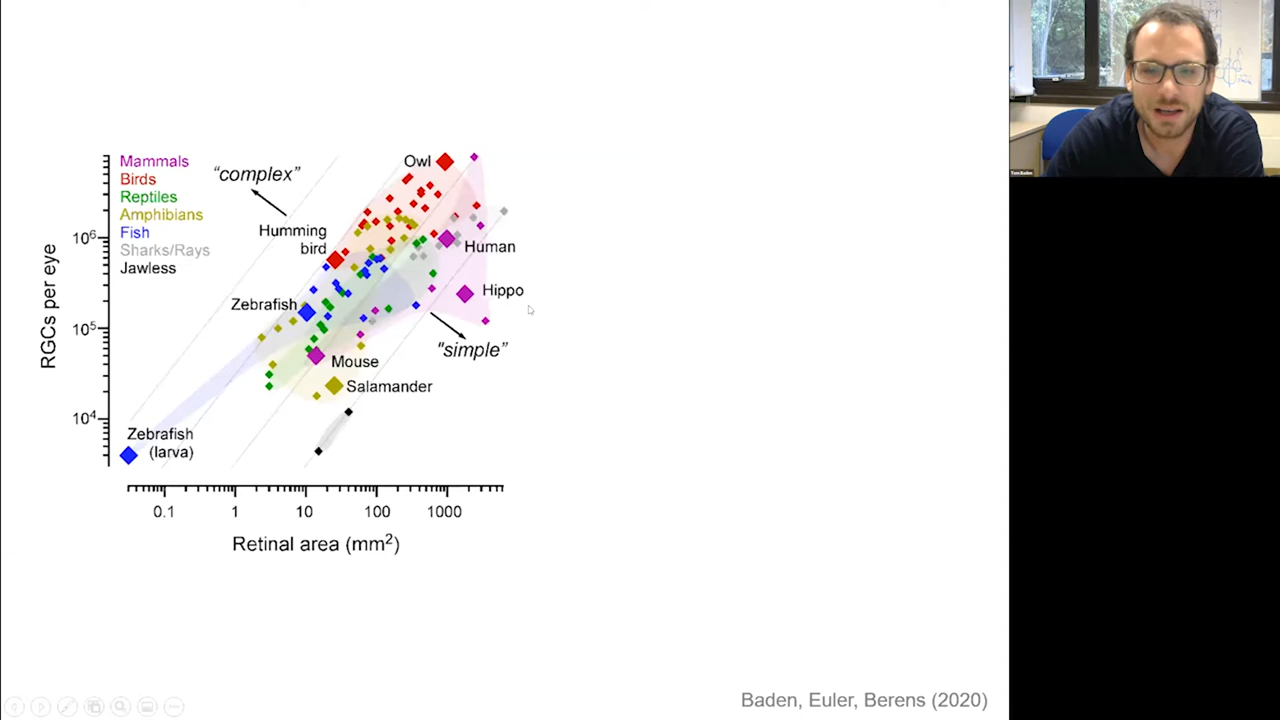 Mammals
Birds
Reptiles
Amphibians
Fish
Sharks/Rays
Jawless
“complex”
Owl
Humming
bird
Human
Hippo
Zebrafish
“simple”
Mouse
Salamander
Zebrafish
(larva)
RGCs per eye
10⁶
10⁵
10⁴
0.1
1
10
100
1000
Retinal area (mm²)
Baden, Euler, Berens (2020)
Tom Baden